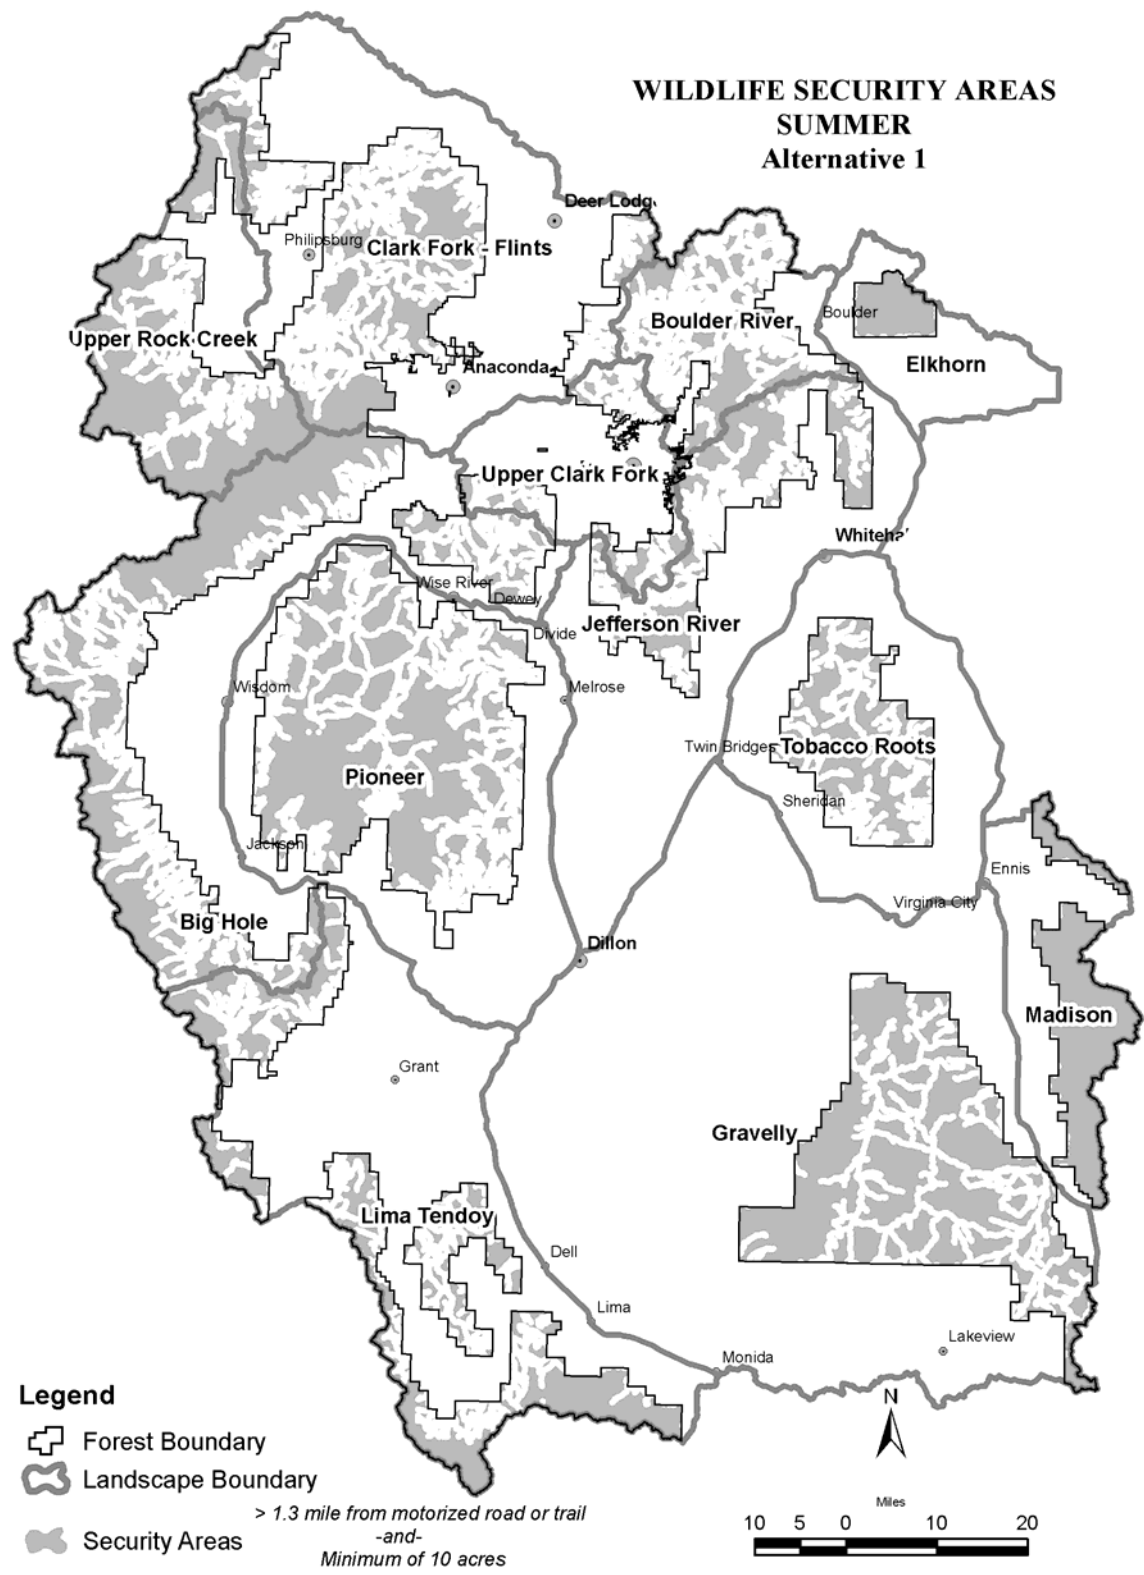 WILDLIFE SECURITY AREAS
SUMMER
Alternative 1
Deer Lodg
Philipsburg
Clark Fork - Flints
Boulder
Boulder River
Upper Rock Creek
Elkhorn
Anaconda
Upper Clark Fork
Whiteha
Wise River
Dewey
Jefferson River
Divide
Wisdom
Melrose
Twin Bridges
Tobacco Roots
Pioneer
Sheridan
Jackson
Ennis
Virginia City
Big Hole
Dillon
Madison
Grant
Gravelly
Lima Tendoy
Dell
Lima
Lakeview
Monida
Legend
Forest Boundary
Landscape Boundary
Security Areas
> 1.3 mile from motorized road or trail
-and-
Minimum of 10 acres
N
Miles
10 5 0 10 20